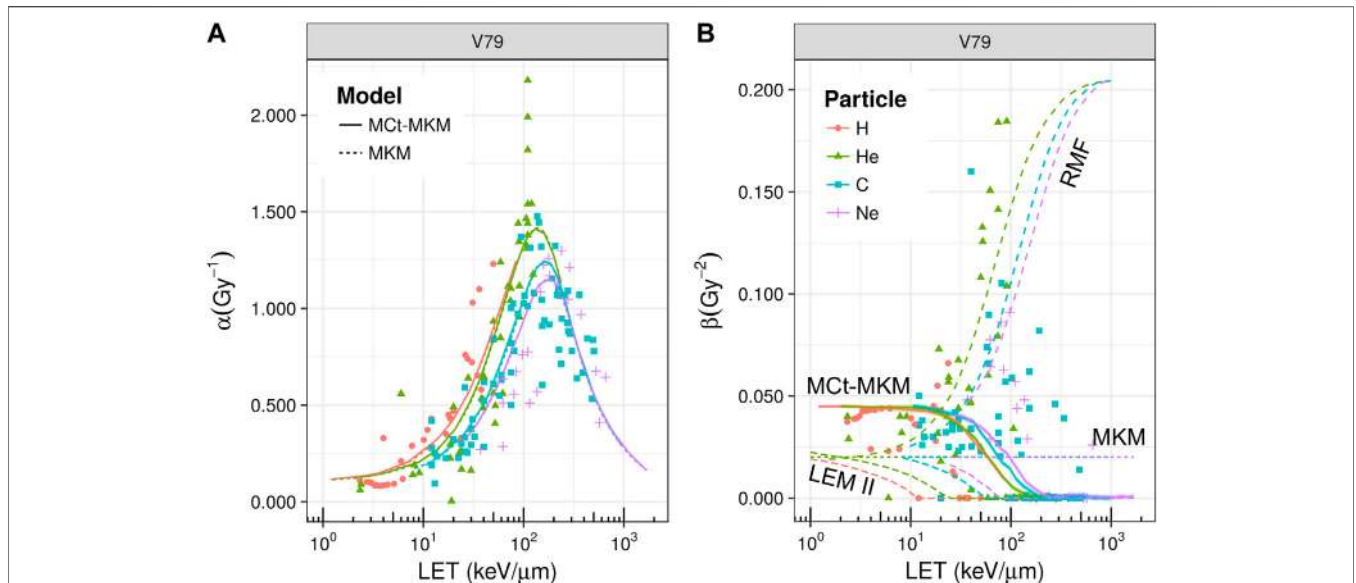 A
V79
Model
MCt-MKM
MKM
2.000
1.500
1.000
0.500
0.000
α(Gy⁻¹)
10⁰ 10¹ 10² 10³
LET (keV/μm)
B
V79
Particle
H
He
C
Ne
RMF
MCt-MKM
MKM
LEM II
0.200
0.150
0.100
0.050
0.000
β(Gy⁻²)
10⁰ 10¹ 10² 10³
LET (keV/μm)